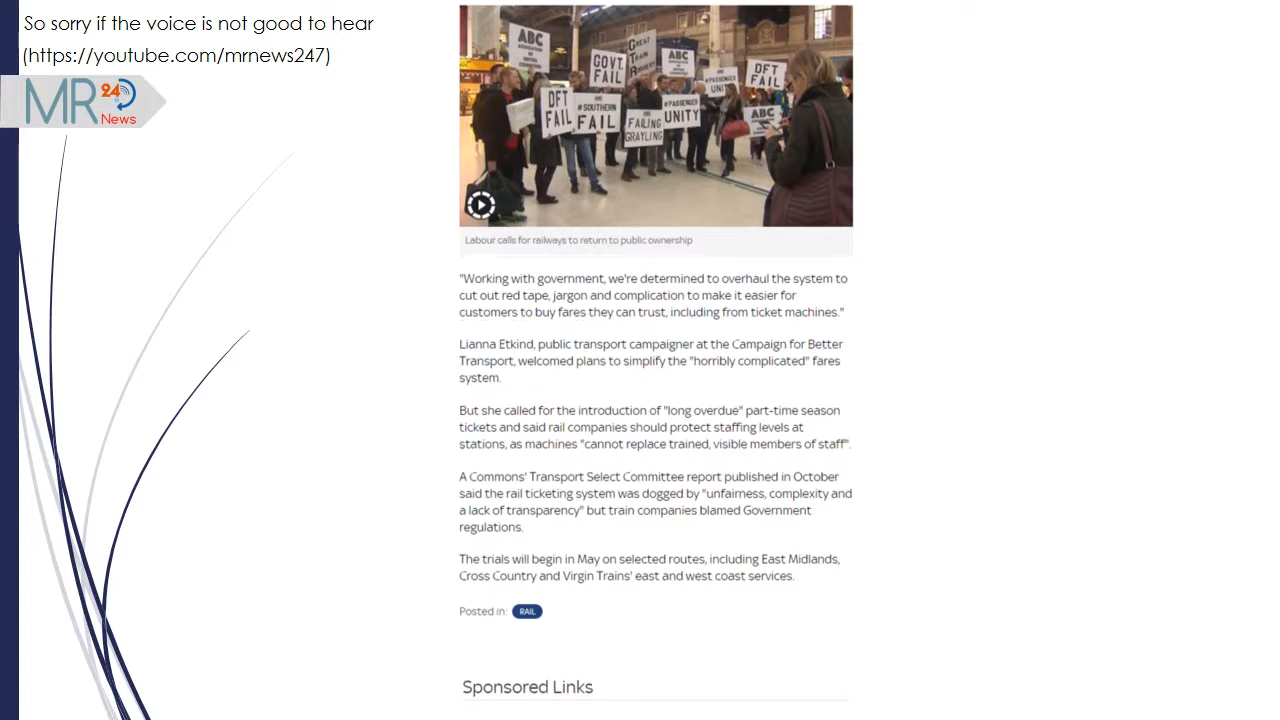 So sorry if the voice is not good to hear
(https://youtube.com/mrnews247)
MR 24
News
ABC
GOVT.
FAIL
GREAT
TRAIN
ABC
#PASSENGER
DFT
FAIL
DFT
FAIL
#SOUTHERN
FAIL
FAILING
GRAYLING
#PASSENGER
UNITY
ABC
Labour calls for railways to return to public ownership
"Working with government, we're determined to overhaul the system to
cut out red tape, jargon and complication to make it easier for
customers to buy fares they can trust, including from ticket machines."
Lianna Etkind, public transport campaigner at the Campaign for Better
Transport, welcomed plans to simplify the "horribly complicated" fares
system.
But she called for the introduction of "long overdue" part-time season
tickets and said rail companies should protect staffing levels at
stations, as machines "cannot replace trained, visible members of staff".
A Commons' Transport Select Committee report published in October
said the rail ticketing system was dogged by "unfairness, complexity and
a lack of transparency" but train companies blamed Government
regulations.
The trials will begin in May on selected routes, including East Midlands,
Cross Country and Virgin Trains' east and west coast services.
Posted in: RAIL
Sponsored Links